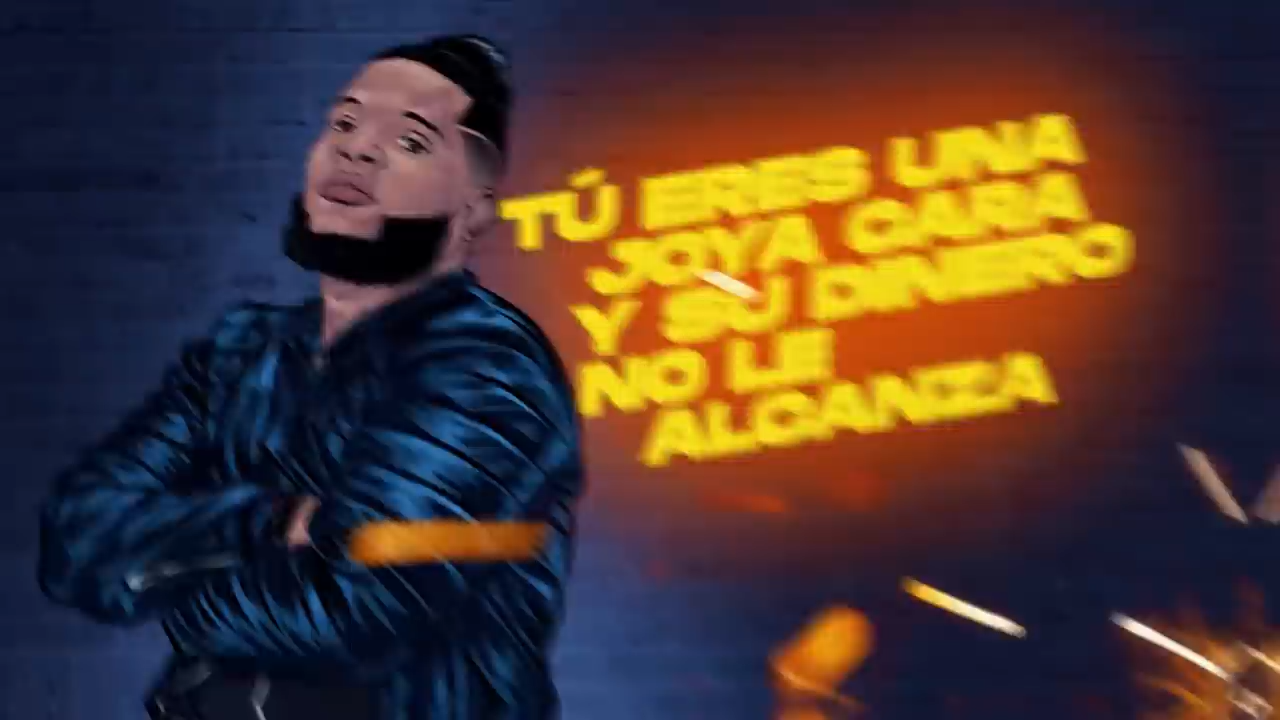 TÚ ERES UNA
JOYA CARA
Y SU DINERO
NO LE
ALCANZA